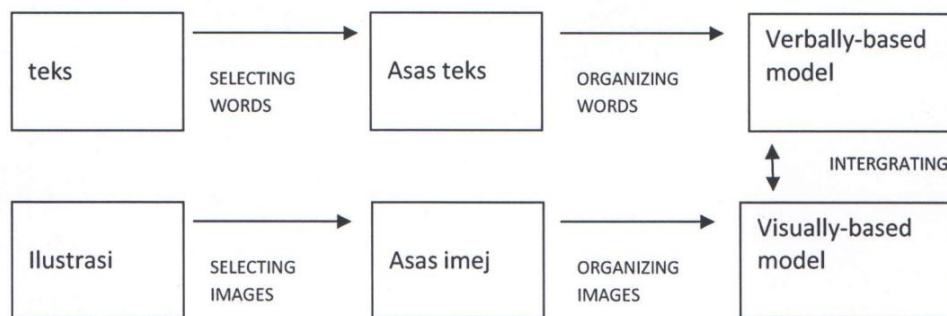 teks
SELECTING
WORDS
Asas teks
ORGANIZING
WORDS
Verbally-based
model
INTERGRATING
Ilustrasi
SELECTING
IMAGES
Asas imej
ORGANIZING
IMAGES
Visually-based
model